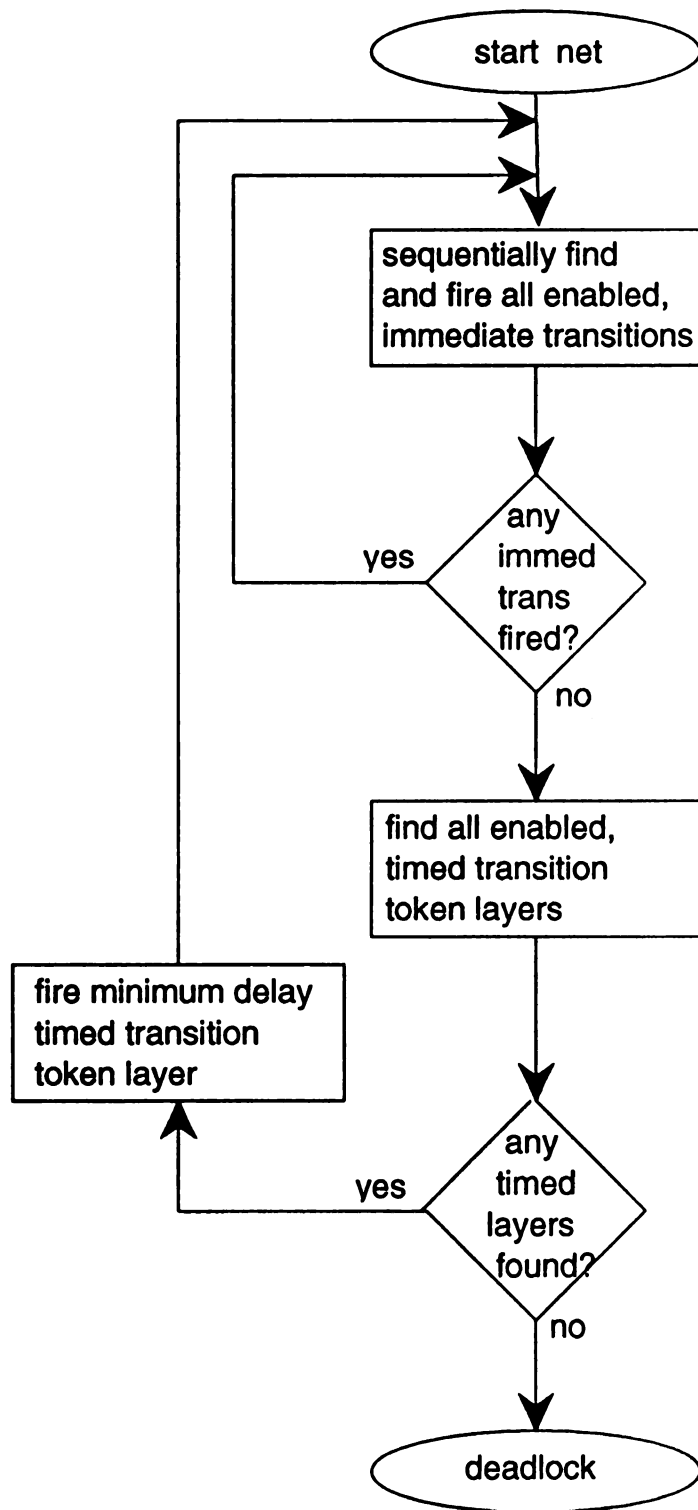 start net
sequentially find
and fire all enabled,
immediate transitions
any
immed
trans
fired?
yes
no
find all enabled,
timed transition
token layers
fire minimum delay
timed transition
token layer
any
timed
layers
found?
yes
no
deadlock